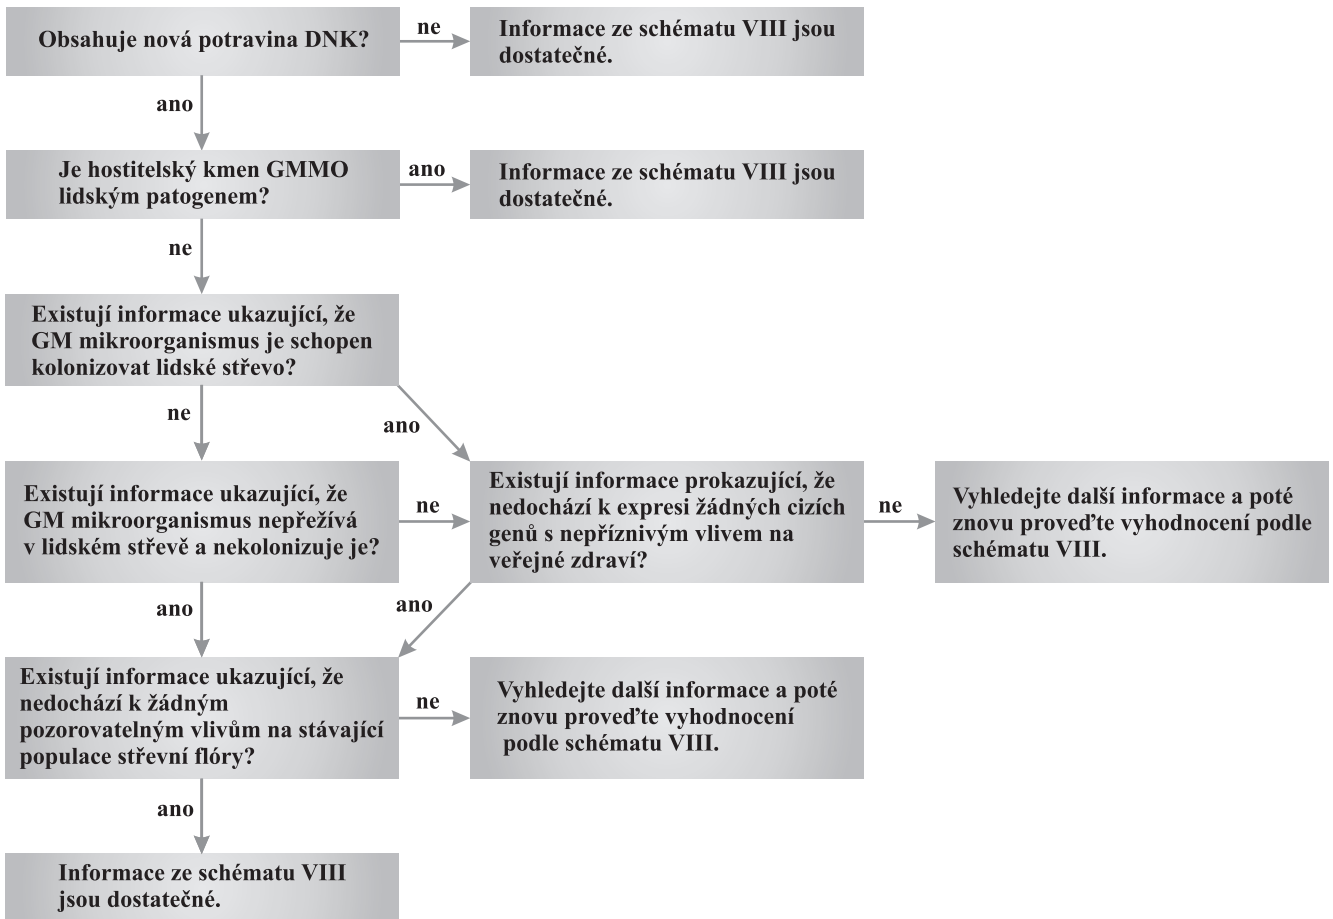 Obsahuje nová potravina DNK?
ne
Informace ze schématu VIII jsou
dostatečné.
ano
Je hostitelský kmen GMMO
lidským patogenem?
ano
Informace ze schématu VIII jsou
dostatečné.
ne
Existují informace ukazující, že
GM mikroorganismus je schopen
kolonizovat lidské střevo?
ne
ano
Existují informace ukazující, že
GM mikroorganismus nepřežívá
v lidském střevě a nekolonizuje je?
ne
Existují informace prokazující, že
nedochází k expresi žádných cizích
genů s nepříznivým vlivem na
veřejné zdraví?
ne
Vyhledejte další informace a poté
znovu proveďte vyhodnocení podle
schématu VIII.
ano
ano
Existují informace ukazující, že
nedochází k žádným
pozorovatelným vlivům na stávající
populace střevní flóry?
ne
Vyhledejte další informace a poté
znovu proveďte vyhodnocení
podle schématu VIII.
ano
Informace ze schématu VIII
jsou dostatečné.